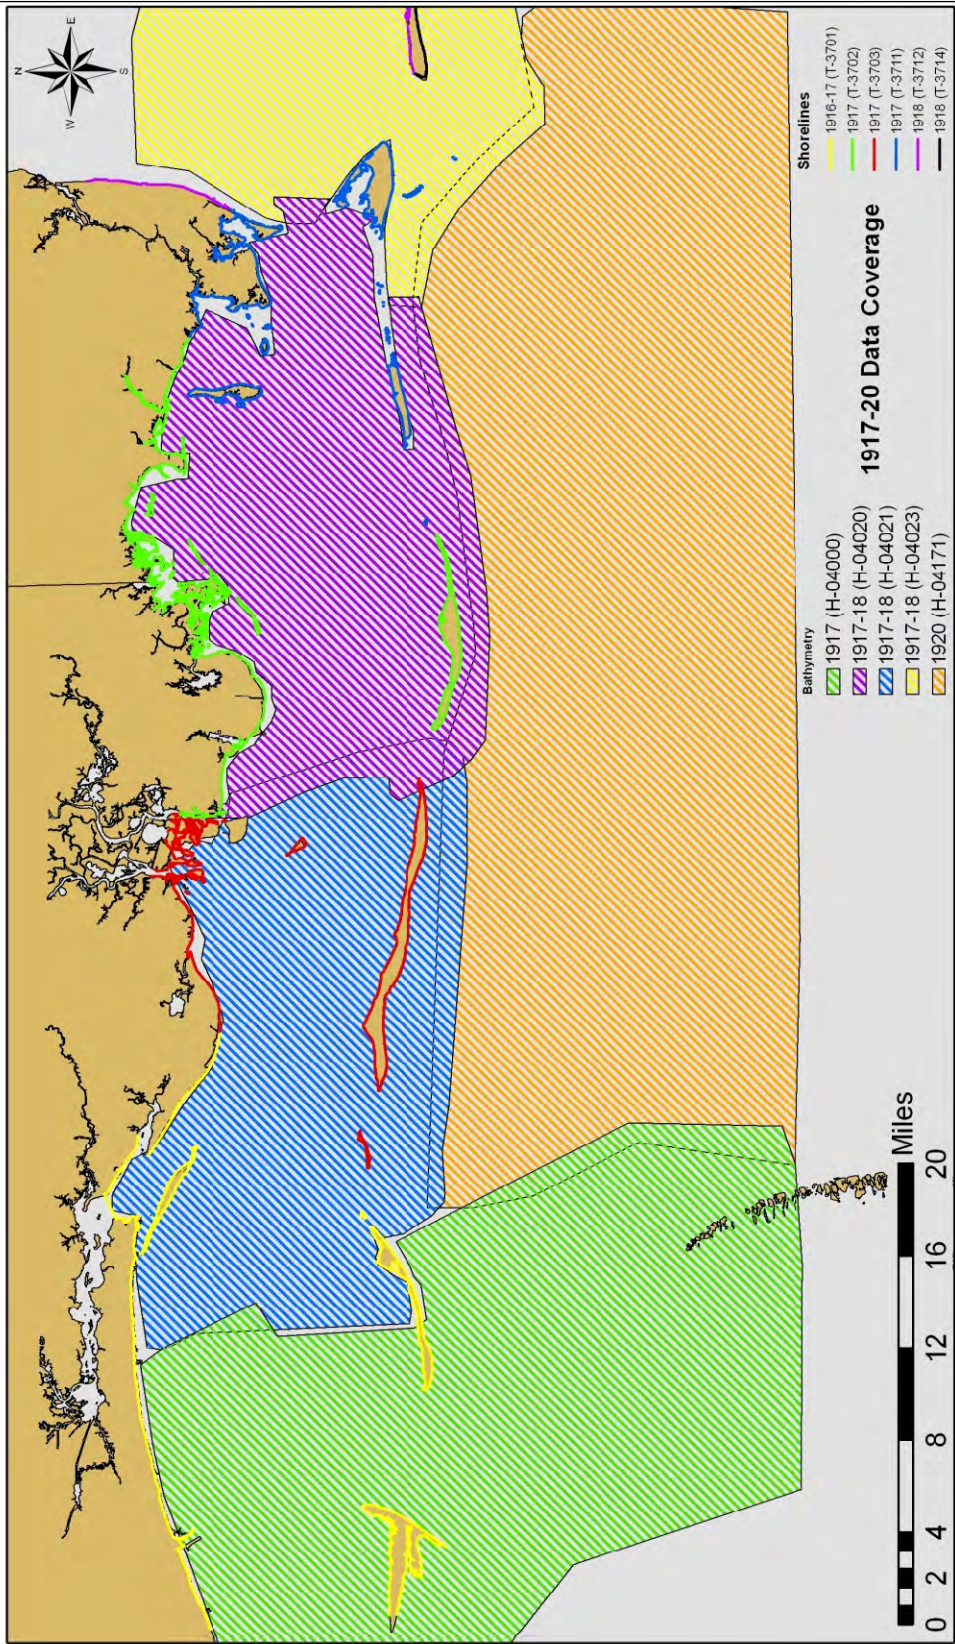 N
W
E
S
Bathymetry
1917 (H-04000)
1917-18 (H-04020)
1917-18 (H-04021)
1917-18 (H-04023)
1920 (H-04171)
1917-20 Data Coverage
Shorelines
1916-17 (T-3701)
1917 (T-3702)
1917 (T-3703)
1917 (T-3711)
1918 (T-3712)
1918 (T-3714)
Miles
0 2 4 8 12 16 20